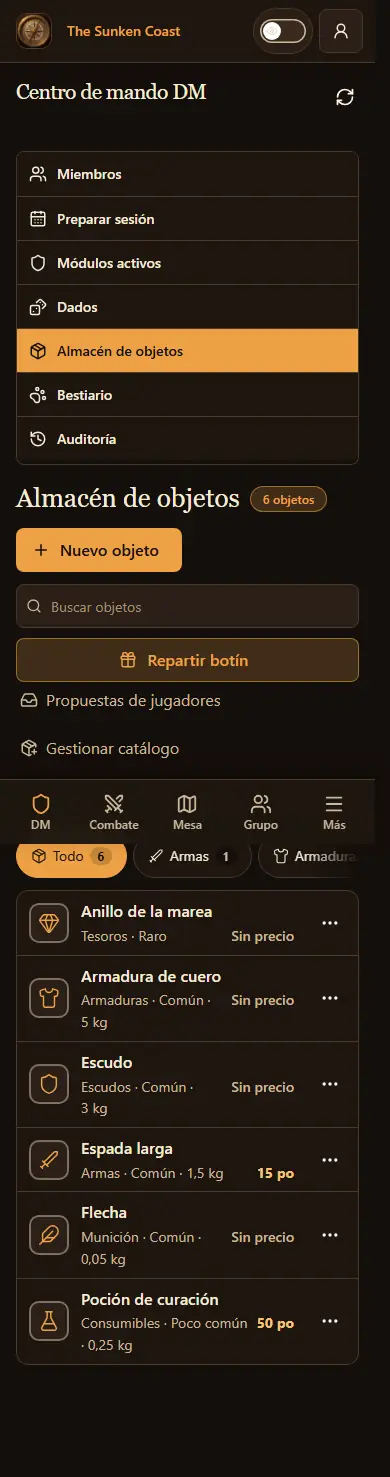 The Sunken Coast
Centro de mando DM
Miembros
Preparar sesión
Módulos activos
Dados
Almacén de objetos
Bestiario
Auditoría
Almacén de objetos 6 objetos
Nuevo objeto
Buscar objetos
Repartir botín
Propuestas de jugadores
Gestionar catálogo
DM Combate Mesa Grupo Más
Todo 6 Armas 1 Armadura
Anillo de la marea
Tesoros · Raro Sin precio
Armadura de cuero
Armaduras · Común · Sin precio
5 kg
Escudo
Escudos · Común · Sin precio
3 kg
Espada larga
Armas · Común · 1,5 kg 15 po
Flecha
Munición · Común · Sin precio
0,05 kg
Poción de curación
Consumibles · Poco común 50 po
· 0,25 kg